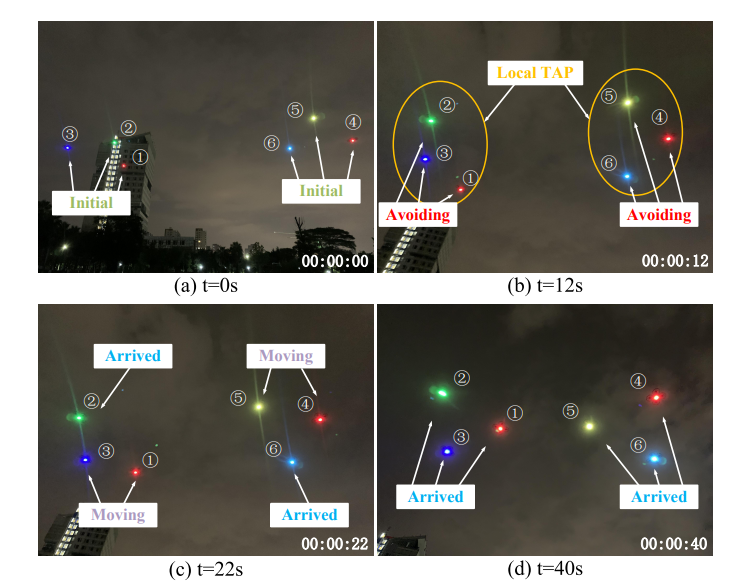 ③ ② ① ⑤ ④ ⑥
Initial Initial
00:00:00
(a) t=0s
Local TAP
② ③ ① ⑤ ④ ⑥
Avoiding Avoiding
00:00:12
(b) t=12s
Arrived Moving
② ③ ① ⑤ ④ ⑥
Moving Arrived
00:00:22
(c) t=22s
② ① ③ ⑤ ④ ⑥
Arrived Arrived
00:00:40
(d) t=40s